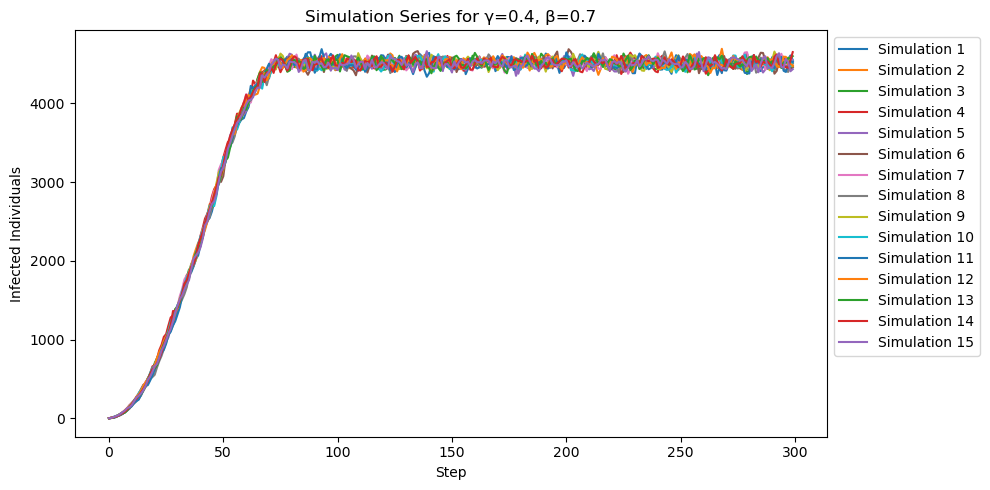 Simulation Series for γ=0.4, β=0.7
Infected Individuals
4000
3000
2000
1000
0
0 50 100 150 200 250 300
Step
Simulation 1
Simulation 2
Simulation 3
Simulation 4
Simulation 5
Simulation 6
Simulation 7
Simulation 8
Simulation 9
Simulation 10
Simulation 11
Simulation 12
Simulation 13
Simulation 14
Simulation 15